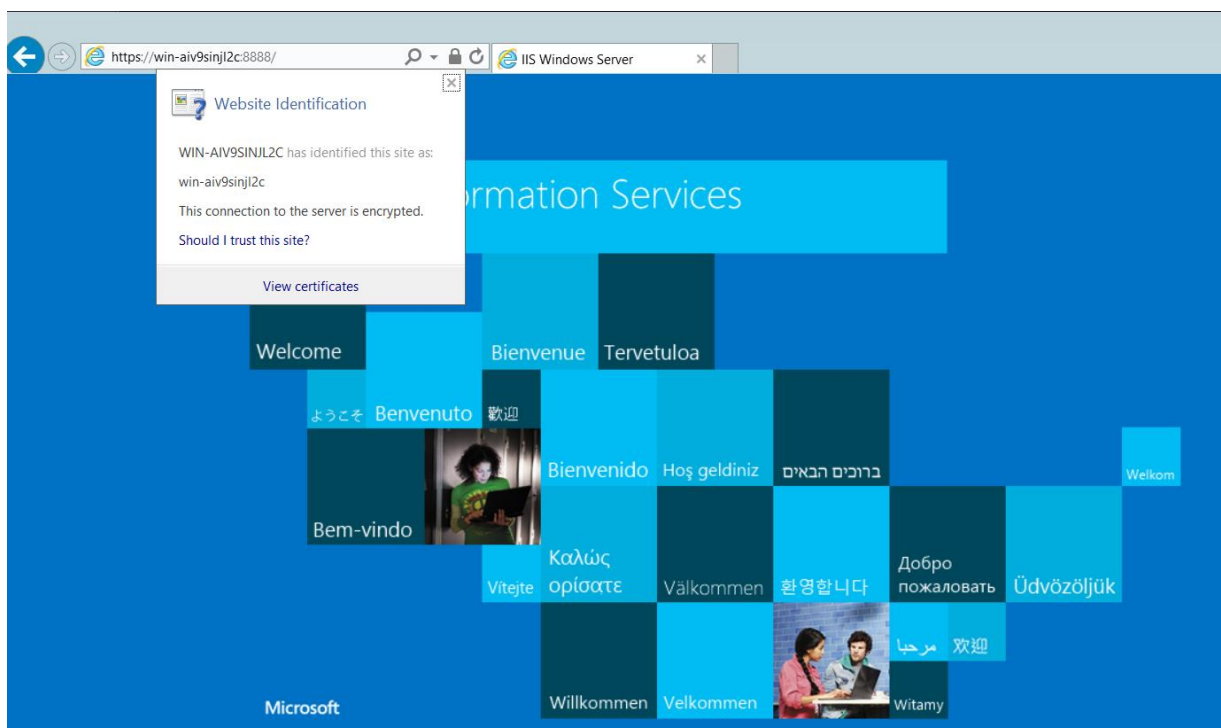 https://win-aiv9sinjl2c:8888/
IIS Windows Server
Website Identification
WIN-AIV9SINJL2C has identified this site as:
win-aiv9sinjl2c
This connection to the server is encrypted.
Should I trust this site?
View certificates
rmation Services
Welcome
Bienvenue
Tervetuloa
ようこそ
Benvenuto
歡迎
Bienvenido
Hoş geldiniz
ברוכים הבאים
Welkom
Bem-vindo
Vítejte
Καλώς
ορίσατε
Välkommen
환영합니다
Добро
пожаловать
Üdvözöljük
مرحبا
欢迎
Microsoft
Willkommen
Velkommen
Witamy